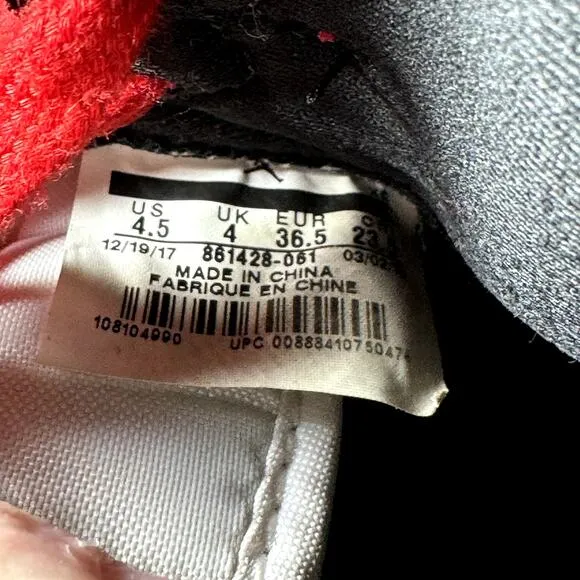 US UK EUR
4.5 4 36.5
12/19/17 861428-061
MADE IN CHINA
FABRIQUE EN CHINE
108104990
UPC